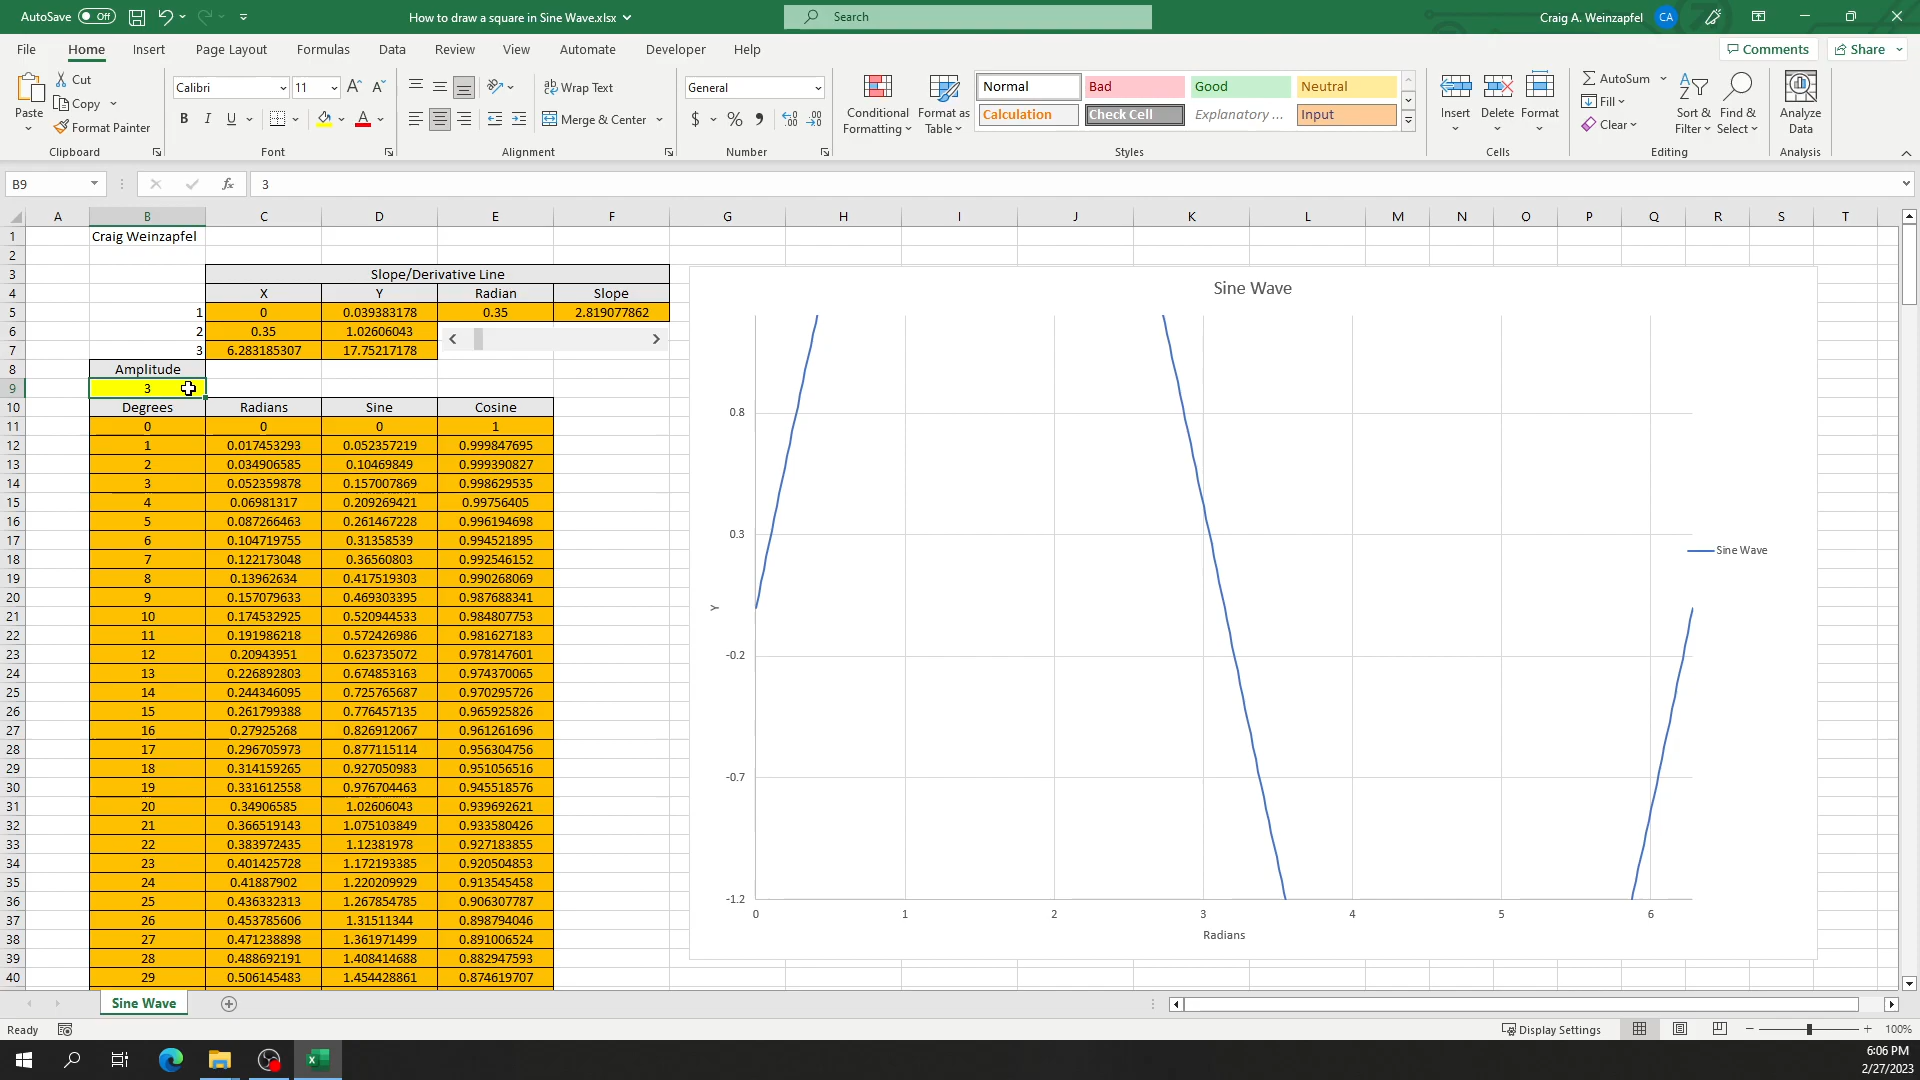 AutoSave Off How to draw a square in Sine Wave.xlsx Search Craig A. Weinzapfel CA
File Home Insert Page Layout Formulas Data Review View Automate Developer Help Comments Share
Paste Cut Copy Format Painter Clipboard
Calibri 11 B I U Font
Wrap Text Merge & Center Alignment
General $ % Number
Conditional Formatting Format as Table Normal Bad Good Neutral
Calculation Check Cell Explanatory ... Input Styles
Insert Delete Format Cells
AutoSum Fill Clear Sort & Filter Find & Select Editing
Analyze Data Analysis
B9 fx 3
A B C D E F G H I J K L M N O P Q R S T
1 Craig Weinzapfel
2
3 Slope/Derivative Line
4 X Y Radian Slope
5 1 0 0.039383178 0.35 2.819077862
6 2 0.35 1.02606043
7 3 6.283185307 17.75217178
8 Amplitude
9 3
10 Degrees Radians Sine Cosine
11 0 0 0 1
12 1 0.017453293 0.052357219 0.999847695
13 2 0.034906585 0.10469849 0.999390827
14 3 0.052359878 0.157007869 0.998629535
15 4 0.06981317 0.209269421 0.99756405
16 5 0.087266463 0.261467228 0.996194698
17 6 0.104719755 0.31358539 0.994521895
18 7 0.122173048 0.36560803 0.992546152
19 8 0.13962634 0.417519303 0.990268069
20 9 0.157079633 0.469303395 0.987688341
21 10 0.174532925 0.520944533 0.984807753
22 11 0.191986218 0.572426986 0.981627183
23 12 0.20943951 0.623735072 0.978147601
24 13 0.226892803 0.674853163 0.974370065
25 14 0.244346095 0.725765687 0.970295726
26 15 0.261799388 0.776457135 0.965925826
27 16 0.27925268 0.826912067 0.961261696
28 17 0.296705973 0.877115114 0.956304756
29 18 0.314159265 0.927050983 0.951056516
30 19 0.331612558 0.976704463 0.945518576
31 20 0.34906585 1.02606043 0.939692621
32 21 0.366519143 1.075103849 0.933580426
33 22 0.383972435 1.12381978 0.927183855
34 23 0.401425728 1.172193385 0.920504853
35 24 0.41887902 1.220209929 0.913545458
36 25 0.436332313 1.267854785 0.906307787
37 26 0.453785606 1.31511344 0.898794046
38 27 0.471238898 1.361971499 0.891006524
39 28 0.488692191 1.408414688 0.882947593
40 29 0.506145483 1.454428861 0.874619707
Sine Wave
0.8
0.3
-0.2
-0.7
-1.2
Y
0 1 2 3 4 5 6
Radians
Sine Wave
Sine Wave
Ready Display Settings 100%
6:06 PM
2/27/2023